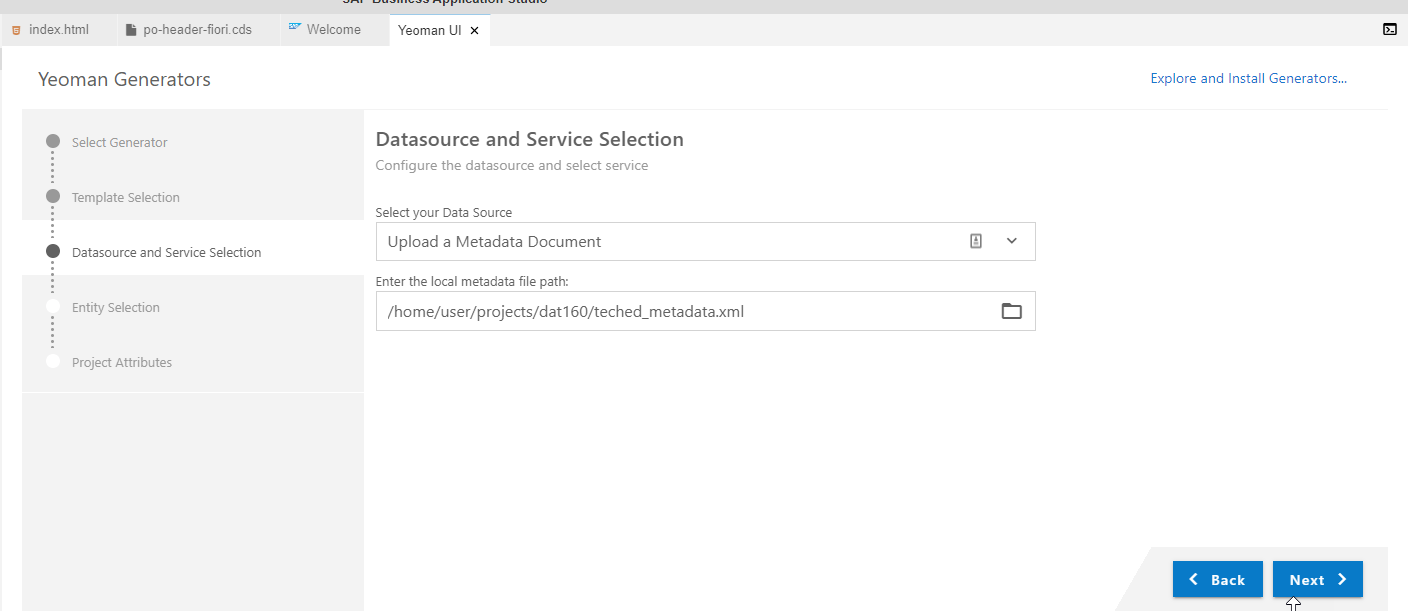 SAP Business Application Studio
index.html
po-header-fiori.cds
Welcome
Yeoman UI
Yeoman Generators
Explore and Install Generators...
Select Generator
Template Selection
Datasource and Service Selection
Entity Selection
Project Attributes
Datasource and Service Selection
Configure the datasource and select service
Select your Data Source
Upload a Metadata Document
Enter the local metadata file path:
/home/user/projects/dat160/teched_metadata.xml
Back
Next